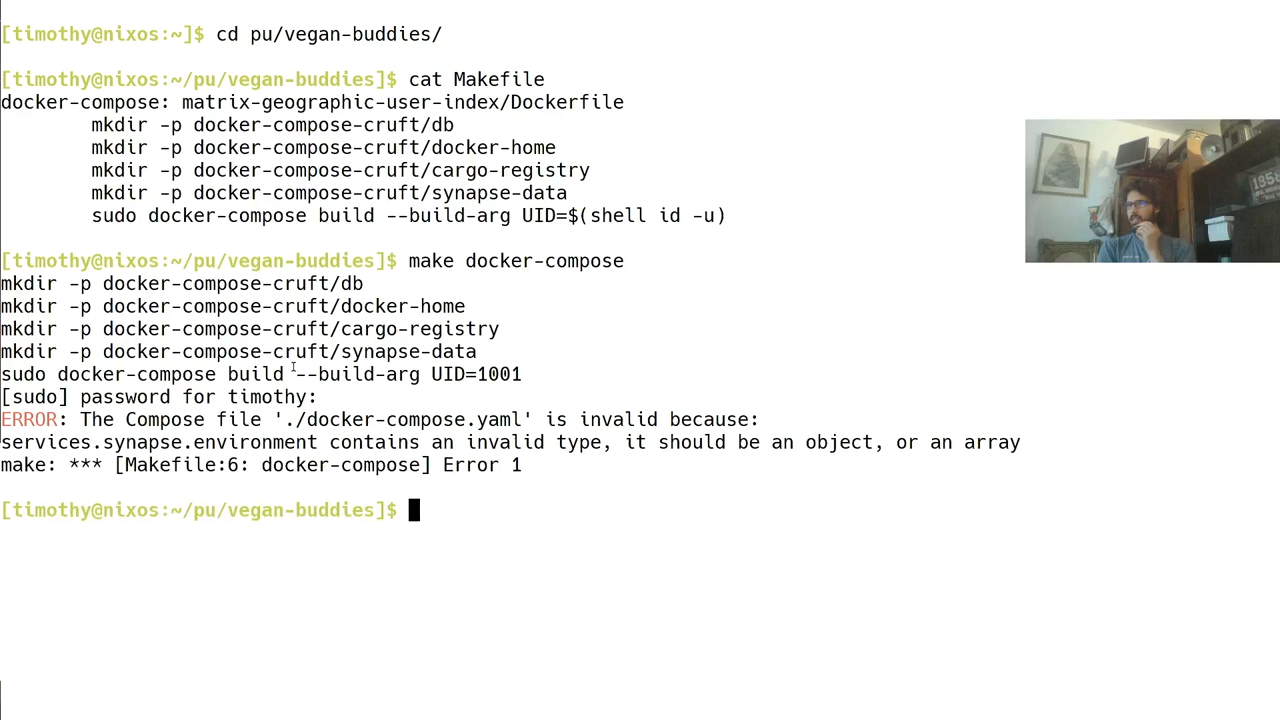 [timothy@nixos:~]$ cd pu/vegan-buddies/
[timothy@nixos:~/pu/vegan-buddies]$ cat Makefile
docker-compose: matrix-geographic-user-index/Dockerfile
mkdir -p docker-compose-cruft/db
mkdir -p docker-compose-cruft/docker-home
mkdir -p docker-compose-cruft/cargo-registry
mkdir -p docker-compose-cruft/synapse-data
sudo docker-compose build --build-arg UID=$(shell id -u)
[timothy@nixos:~/pu/vegan-buddies]$ make docker-compose
mkdir -p docker-compose-cruft/db
mkdir -p docker-compose-cruft/docker-home
mkdir -p docker-compose-cruft/cargo-registry
mkdir -p docker-compose-cruft/synapse-data
sudo docker-compose build --build-arg UID=1001
[sudo] password for timothy:
ERROR: The Compose file './docker-compose.yaml' is invalid because:
services.synapse.environment contains an invalid type, it should be an object, or an array
make: *** [Makefile:6: docker-compose] Error 1
[timothy@nixos:~/pu/vegan-buddies]$